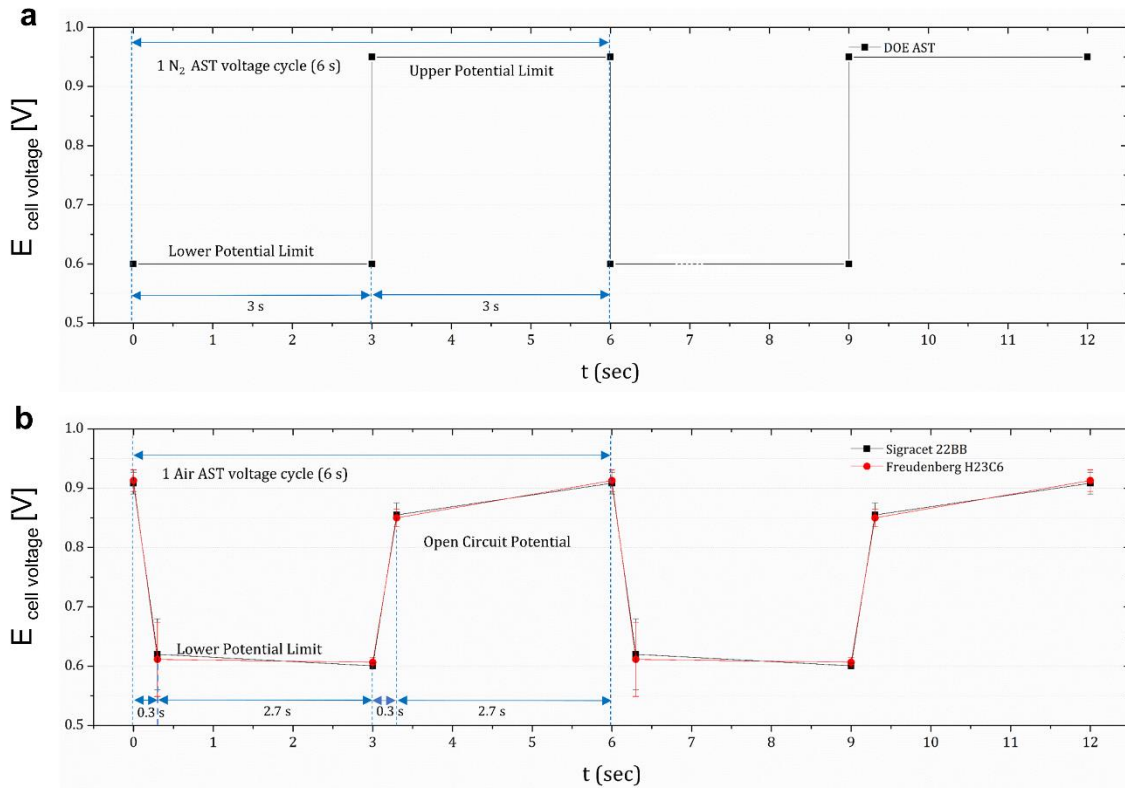 a
1.0
0.9
0.8
0.7
0.6
0.5
E cell voltage [V]
1 N₂ AST voltage cycle (6 s)
Upper Potential Limit
DOE AST
Lower Potential Limit
3 s
3 s
0 1 2 3 4 5 6 7 8 9 10 11 12
t (sec)
b
1.0
0.9
0.8
0.7
0.6
0.5
E cell voltage [V]
1 Air AST voltage cycle (6 s)
Sigracet 22BB
Freudenberg H23C6
Open Circuit Potential
Lower Potential Limit
0.3 s
2.7 s
0.3 s
2.7 s
0 1 2 3 4 5 6 7 8 9 10 11 12
t (sec)